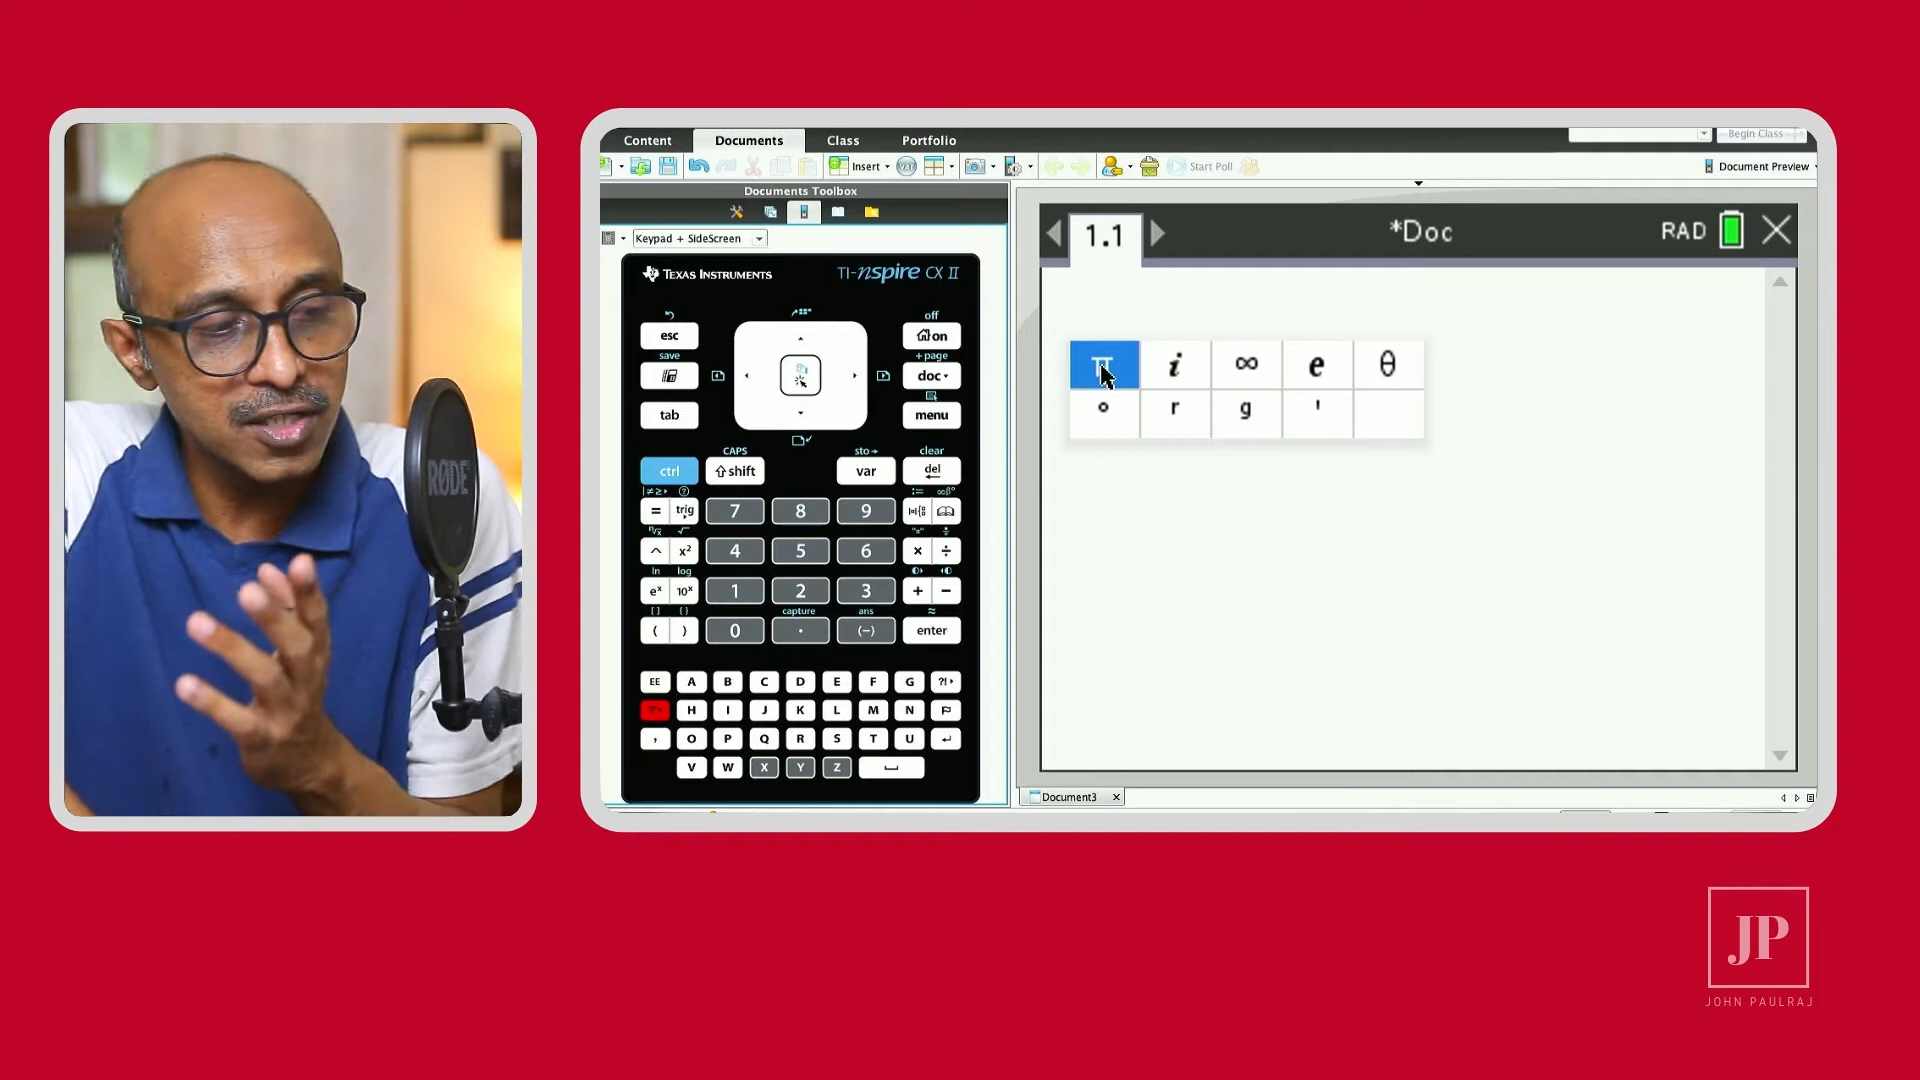 Content Documents Class Portfolio
Begin Class
Insert
Start Poll
Document Preview
Documents Toolbox
Keypad + SideScreen
TEXAS INSTRUMENTS TI-nspire CX II
1.1 *Doc RAD
π i ∞ e θ
° r g '
esc
off
on
save
+ page
doc
tab
menu
CAPS sto→ clear
ctrl shift var del
|≠≥▸ := ∞β°
= trig 7 8 9
ⁿ√x √ "▫" ÷
^ x² 4 5 6 × ÷
ln log
eˣ 10ˣ 1 2 3 + −
[ ] { } capture ans ≈
( ) 0 . (−) enter
EE A B C D E F G ?!▸
H I J K L M N
, O P Q R S T U
V W X Y Z
Document3
RØDE
JP
JOHN PAULRAJ